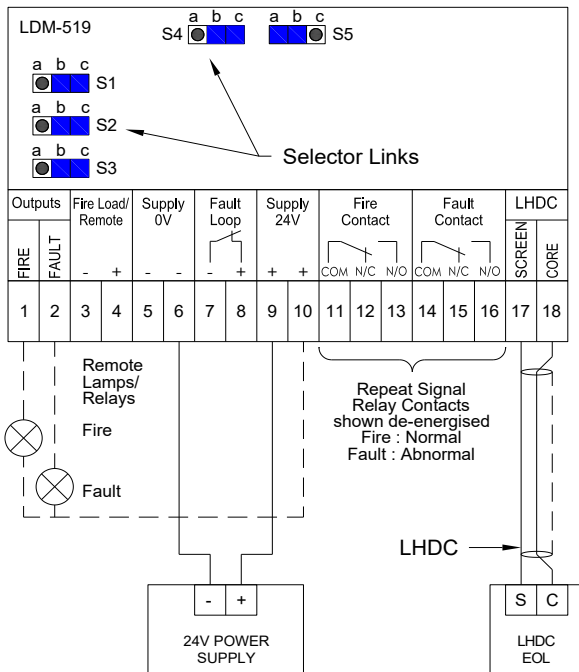 LDM-519
a b c
S4
a b c
S5
a b c
S1
a b c
S2
a b c
S3
Selector Links
Outputs
Fire Load/
Remote
Supply
0V
Fault
Loop
Supply
24V
Fire
Contact
Fault
Contact
LHDC
FIRE
FAULT
- +
- -
- +
+ +
COM N/C N/O
COM N/C N/O
SCREEN
CORE
1 2 3 4 5 6 7 8 9 10 11 12 13 14 15 16 17 18
Remote
Lamps/
Relays
Fire
Fault
Repeat Signal
Relay Contacts
shown de-energised
Fire : Normal
Fault : Abnormal
LHDC
- +
24V POWER
SUPPLY
S C
LHDC
EOL